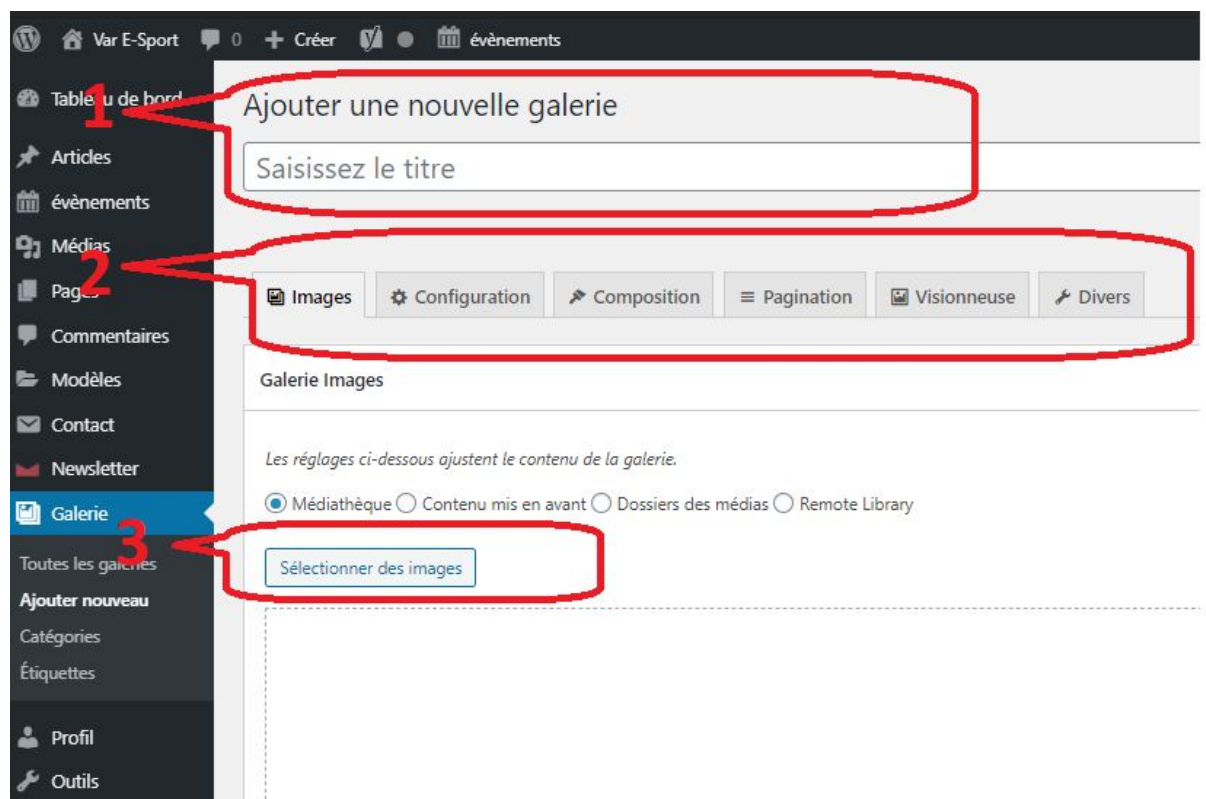 Var E-Sport 0 + Créer évènements
Tableau de bord
1
Ajouter une nouvelle galerie
Articles
Saisissez le titre
évènements
Médias
2
Pages
Images Configuration Composition Pagination Visionneuse Divers
Commentaires
Modèles
Galerie Images
Contact
Newsletter
Les réglages ci-dessous ajustent le contenu de la galerie.
Galerie
Médiathèque Contenu mis en avant Dossiers des médias Remote Library
3
Toutes les galeries
Sélectionner des images
Ajouter nouveau
Catégories
Étiquettes
Profil
Outils